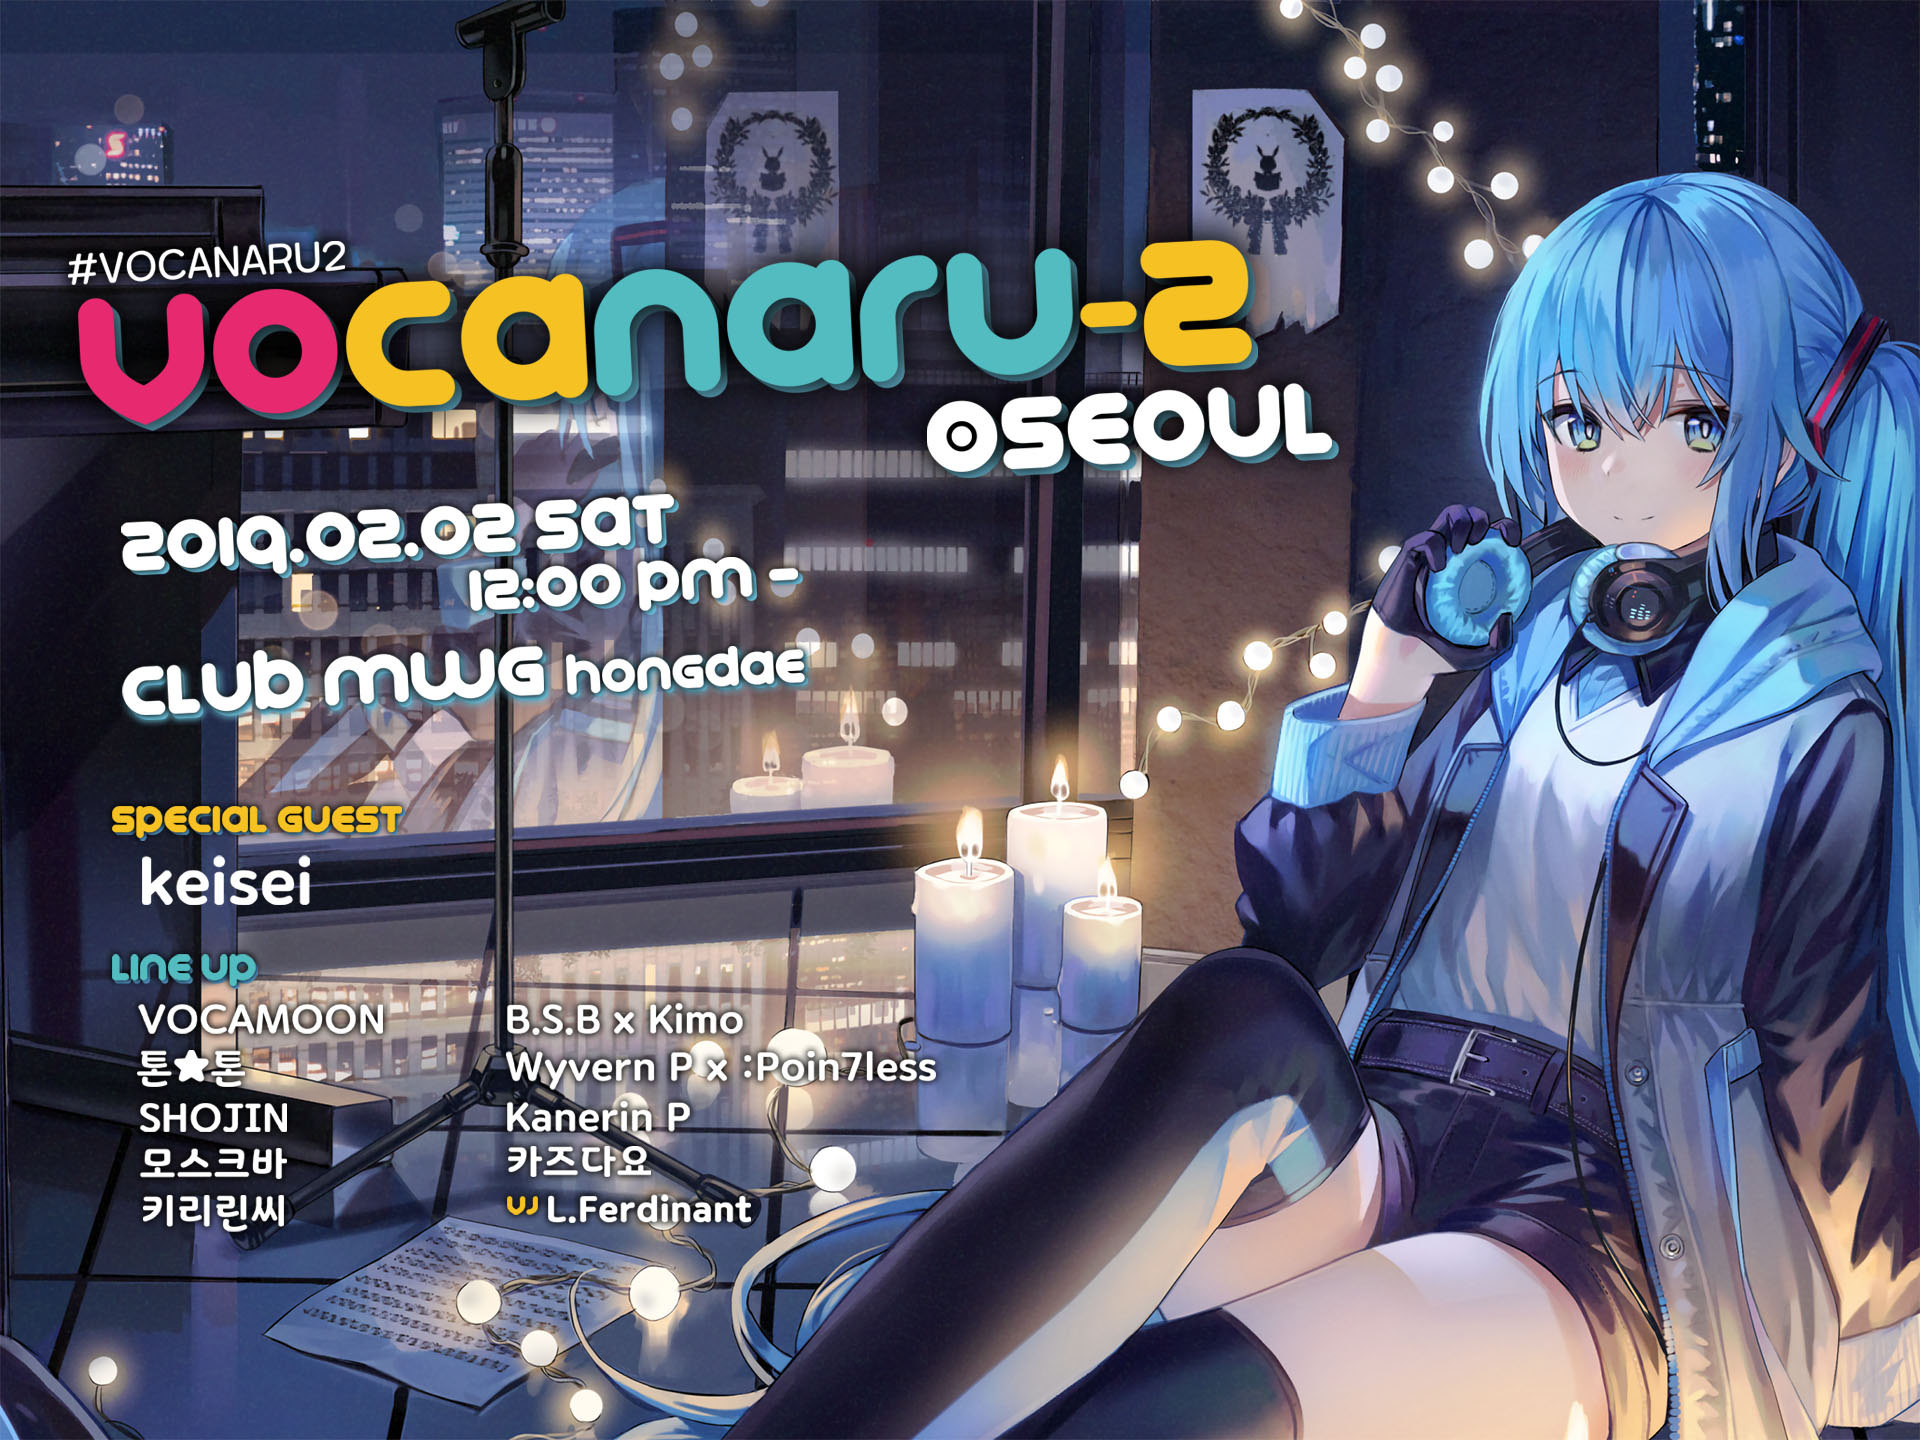 #VOCANARU2
vocanaru-2
@SEOUL
2019.02.02 SAT
12:00 PM -
CLUB MWG HONGDAE
SPECIAL GUEST
keisei
LINE UP
VOCAMOON
톤★톤
SHOJIN
모스크바
키리린씨
B.S.B x Kimo
Wyvern P x :Poin7less
Kanerin P
카즈다요
VJ L.Ferdinant